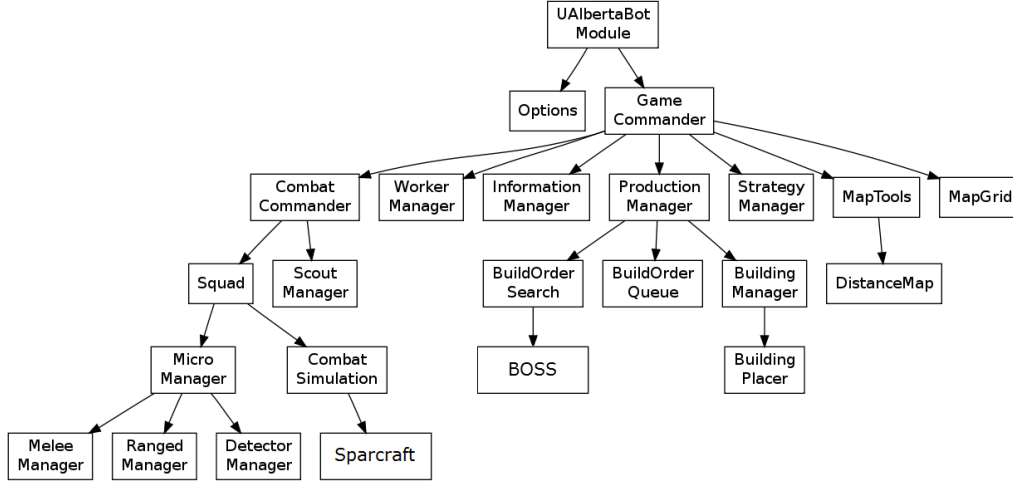 UAlbertaBot
Module
Options
Game
Commander
Combat
Commander
Worker
Manager
Information
Manager
Production
Manager
Strategy
Manager
MapTools
MapGrid
Squad
Scout
Manager
BuildOrder
Search
BuildOrder
Queue
Building
Manager
DistanceMap
Micro
Manager
Combat
Simulation
BOSS
Building
Placer
Melee
Manager
Ranged
Manager
Detector
Manager
Sparcraft